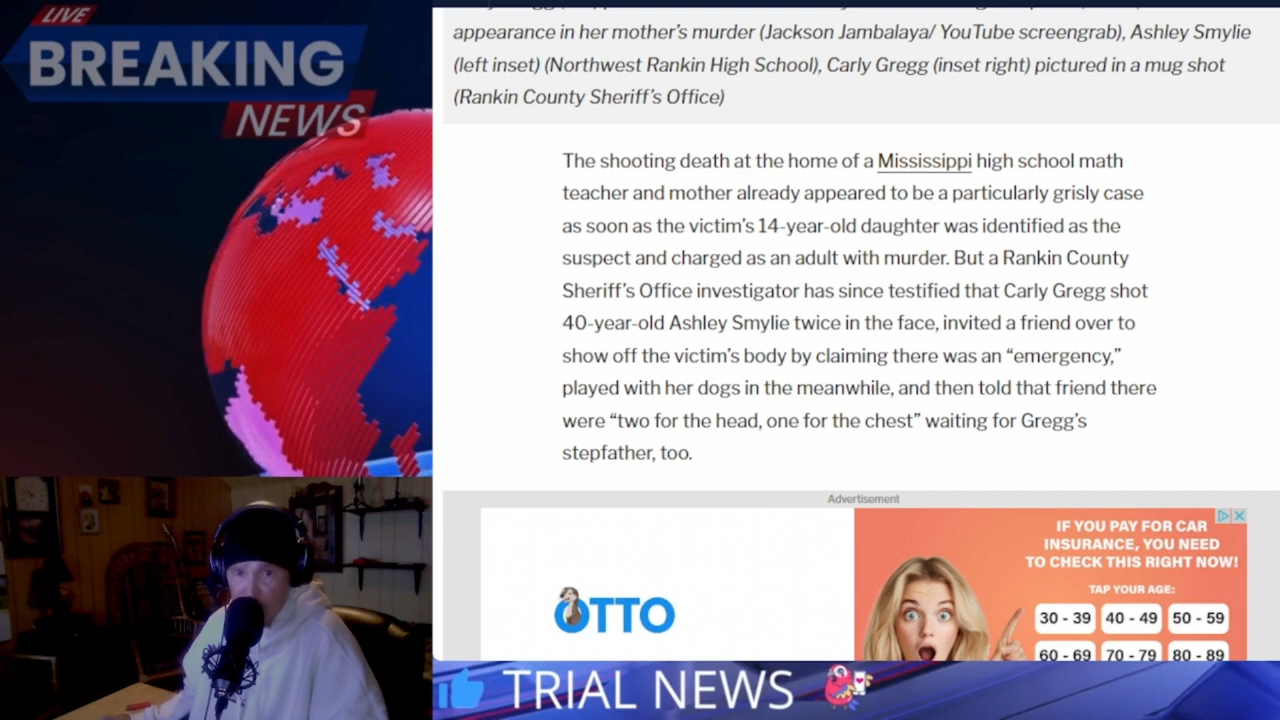 LIVE
BREAKING
NEWS
appearance in her mother’s murder (Jackson Jambalaya/ YouTube screengrab), Ashley Smylie
(left inset) (Northwest Rankin High School), Carly Gregg (inset right) pictured in a mug shot
(Rankin County Sheriff’s Office)
The shooting death at the home of a Mississippi high school math
teacher and mother already appeared to be a particularly grisly case
as soon as the victim’s 14-year-old daughter was identified as the
suspect and charged as an adult with murder. But a Rankin County
Sheriff’s Office investigator has since testified that Carly Gregg shot
40-year-old Ashley Smylie twice in the face, invited a friend over to
show off the victim’s body by claiming there was an “emergency,”
played with her dogs in the meanwhile, and then told that friend there
were “two for the head, one for the chest” waiting for Gregg’s
stepfather, too.
Advertisement
OTTO
IF YOU PAY FOR CAR
INSURANCE, YOU NEED
TO CHECK THIS RIGHT NOW!
TAP YOUR AGE:
30 - 39 40 - 49 50 - 59
60 - 69 70 - 79 80 - 89
TRIAL NEWS